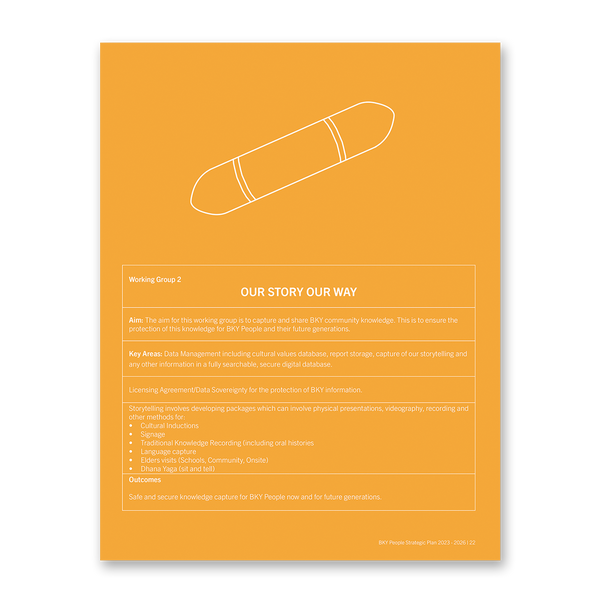 Working Group 2
OUR STORY OUR WAY
Aim: The aim for this working group is to capture and share BKY community knowledge. This is to ensure the
protection of this knowledge for BKY People and their future generations.
Key Areas: Data Management including cultural values database, report storage, capture of our storytelling and
any other information in a fully searchable, secure digital database.
Licensing Agreement/Data Sovereignty for the protection of BKY information.
Storytelling involves developing packages which can involve physical presentations, videography, recording and
other methods for:
• Cultural Inductions
• Signage
• Traditional Knowledge Recording (including oral histories
• Language capture
• Elders visits (Schools, Community, Onsite)
• Dhana Yaga (sit and tell)
Outcomes
Safe and secure knowledge capture for BKY People now and for future generations.
BKY People Strategic Plan 2023 - 2026 | 22